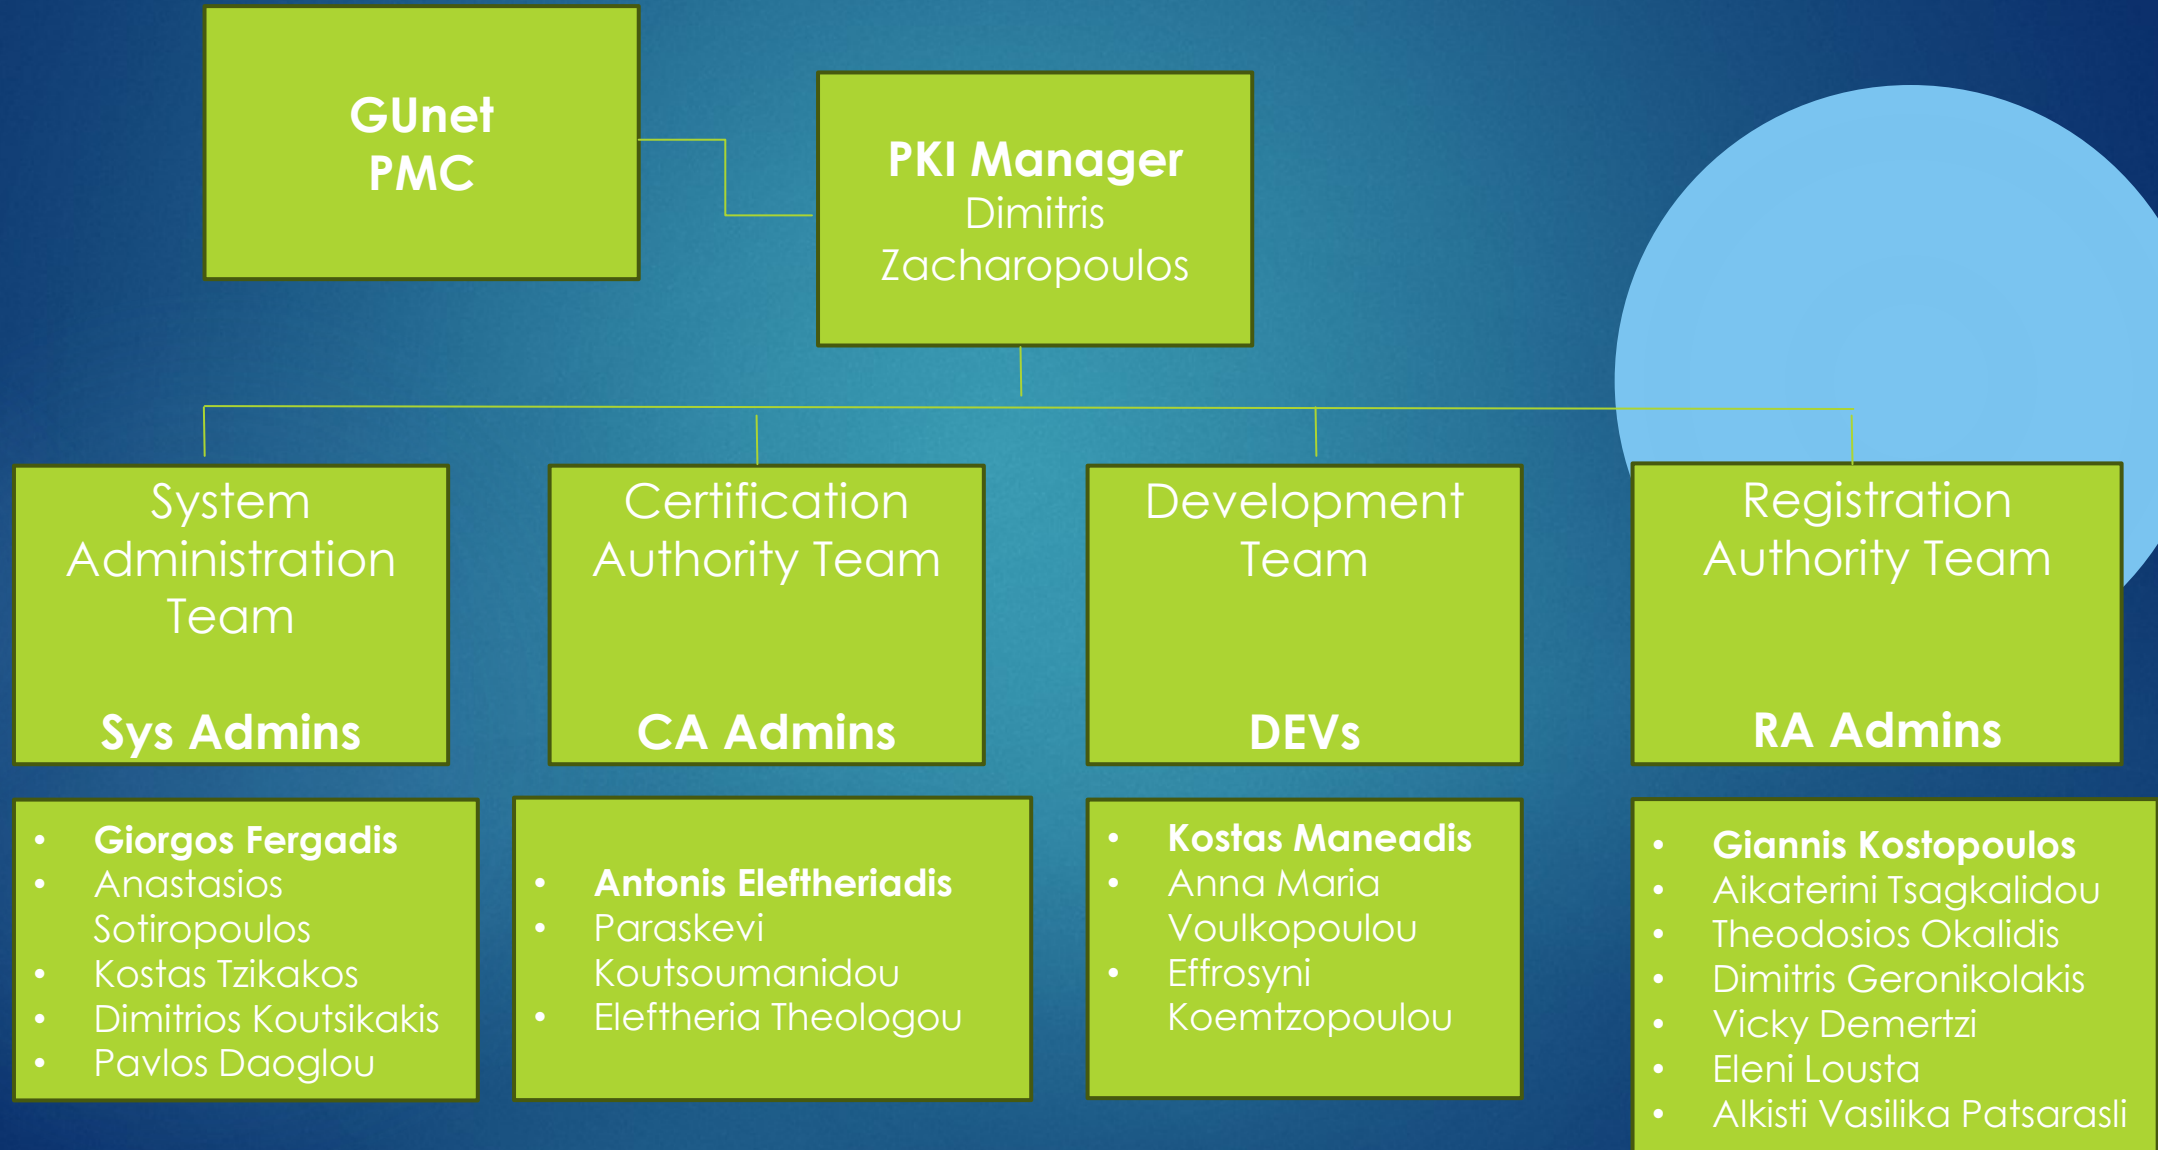 GUnet
PMC
PKI Manager
Dimitris
Zacharopoulos
System
Administration
Team
Sys Admins
Certification
Authority Team
CA Admins
Development
Team
DEVs
Registration
Authority Team
RA Admins
• Giorgos Fergadis
• Anastasios
Sotiropoulos
• Kostas Tzikakos
• Dimitrios Koutsikakis
• Pavlos Daoglou
• Antonis Eleftheriadis
• Paraskevi
Koutsoumanidou
• Eleftheria Theologou
• Kostas Maneadis
• Anna Maria
Voulkopoulou
• Effrosyni
Koemtzopoulou
• Giannis Kostopoulos
• Aikaterini Tsagkalidou
• Theodosios Okalidis
• Dimitris Geronikolakis
• Vicky Demertzi
• Eleni Lousta
• Alkisti Vasilika Patsarasli